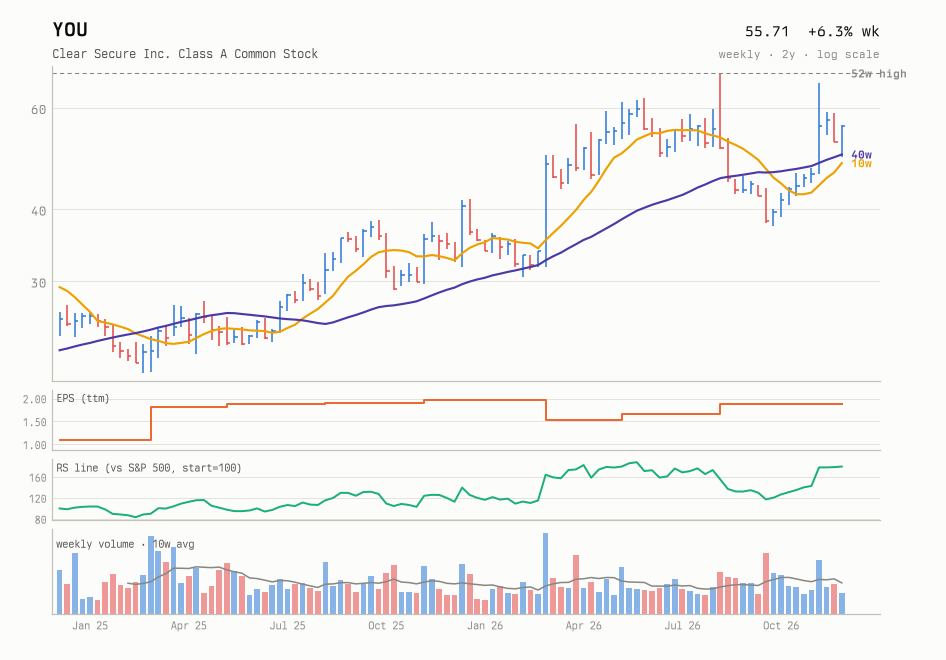 YOU
55.71 +6.3% wk
Clear Secure Inc. Class A Common Stock
weekly · 2y · log scale
52w high
60
40w
10w
40
30
EPS (ttm)
2.00
1.50
1.00
RS line (vs S&P 500, start=100)
160
120
80
weekly volume · 10w avg
Jan 25 Apr 25 Jul 25 Oct 25 Jan 26 Apr 26 Jul 26 Oct 26